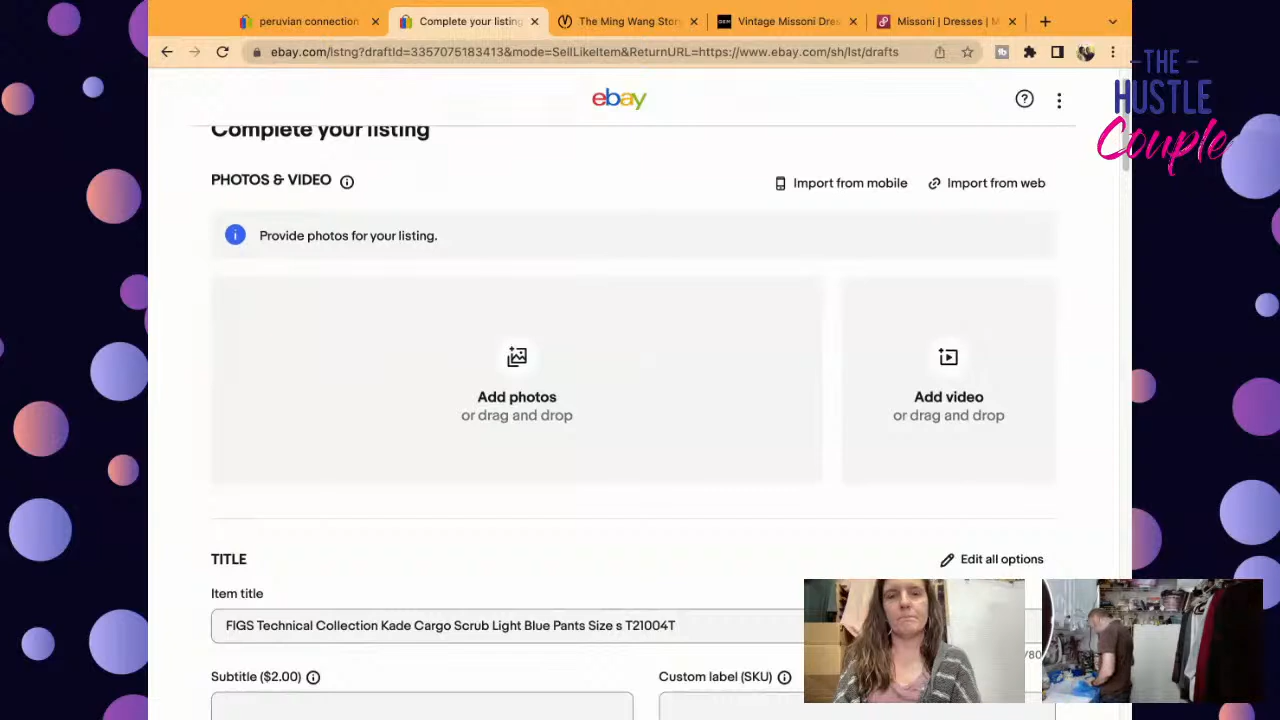 peruvian connection
Complete your listing
The Ming Wang Story
Vintage Missoni Dres
Missoni | Dresses | M
ebay.com/lstng?draftId=3357075183413&mode=SellLikeItem&ReturnURL=https://www.ebay.com/sh/lst/drafts
-THE-
HUSTLE
Couple
ebay
Complete your listing
PHOTOS & VIDEO
Import from mobile
Import from web
Provide photos for your listing.
Add photos
or drag and drop
Add video
or drag and drop
TITLE
Edit all options
Item title
FIGS Technical Collection Kade Cargo Scrub Light Blue Pants Size s T21004T
/80
Subtitle ($2.00)
Custom label (SKU)